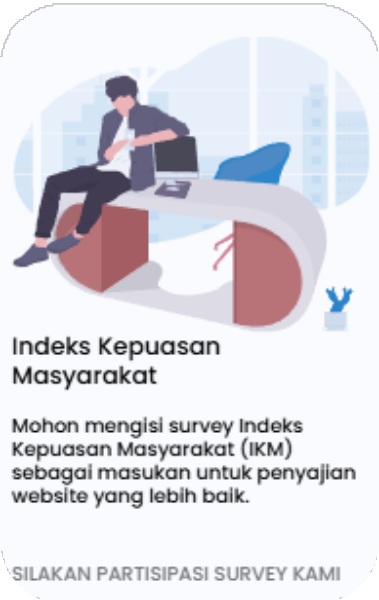 Indeks Kepuasan
Masyarakat
Mohon mengisi survey Indeks
Kepuasan Masyarakat (IKM)
sebagai masukan untuk penyajian
website yang lebih baik.
SILAKAN PARTISIPASI SURVEY KAMI